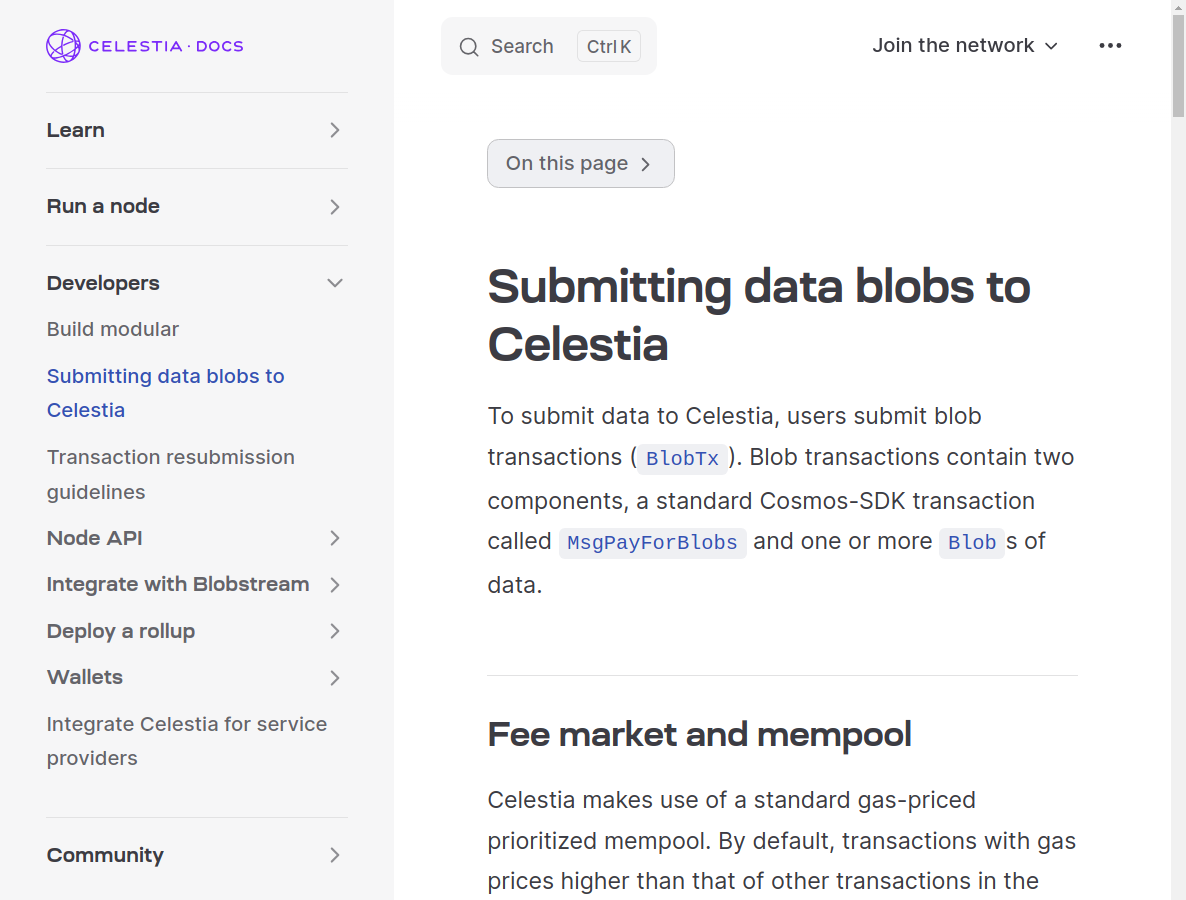 CELESTIA · DOCS
Learn
Run a node
Developers
Build modular
Submitting data blobs to
Celestia
Transaction resubmission
guidelines
Node API
Integrate with Blobstream
Deploy a rollup
Wallets
Integrate Celestia for service
providers
Community
Search Ctrl K
Join the network
On this page
Submitting data blobs to
Celestia
To submit data to Celestia, users submit blob
transactions (BlobTx). Blob transactions contain two
components, a standard Cosmos-SDK transaction
called MsgPayForBlobs and one or more Blobs of
data.
Fee market and mempool
Celestia makes use of a standard gas-priced
prioritized mempool. By default, transactions with gas
prices higher than that of other transactions in the